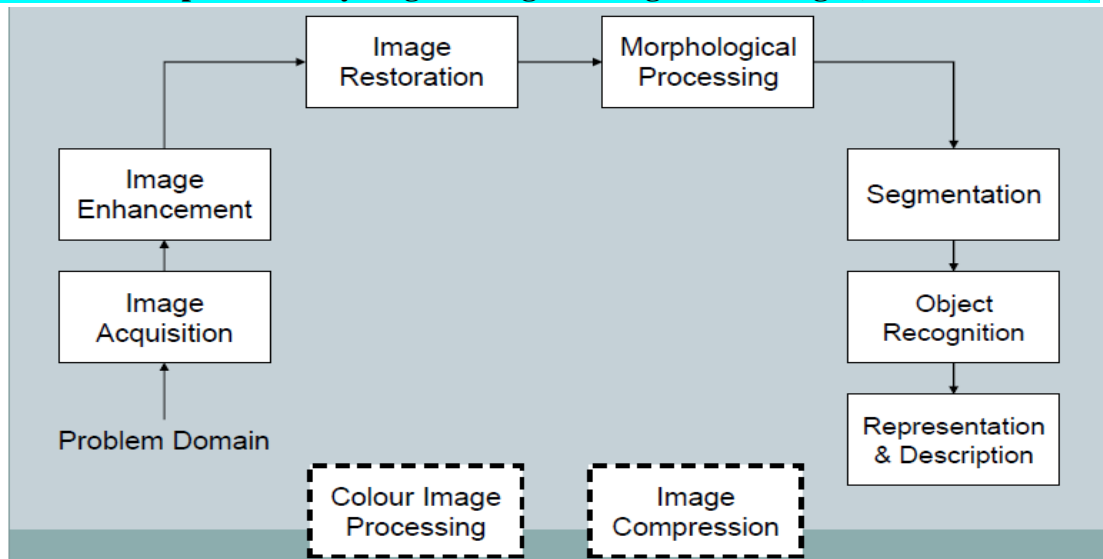 Image
Restoration
Morphological
Processing
Image
Enhancement
Segmentation
Image
Acquisition
Object
Recognition
Problem Domain
Representation
& Description
Colour Image
Processing
Image
Compression